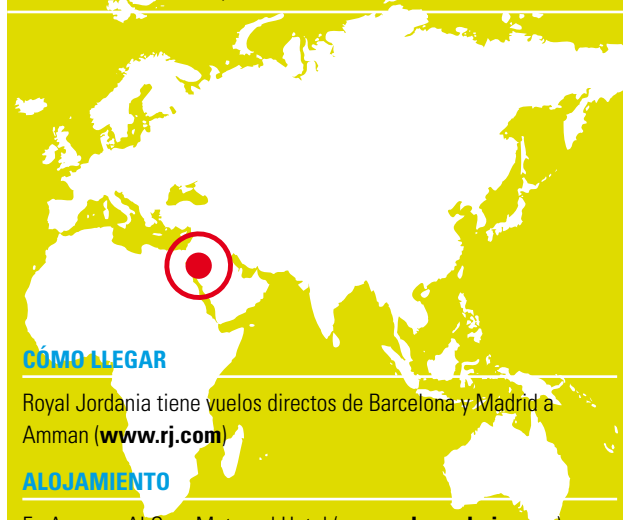 CÓMO LLEGAR
Royal Jordania tiene vuelos directos de Barcelona y Madrid a
Amman (www.rj.com)
ALOJAMIENTO